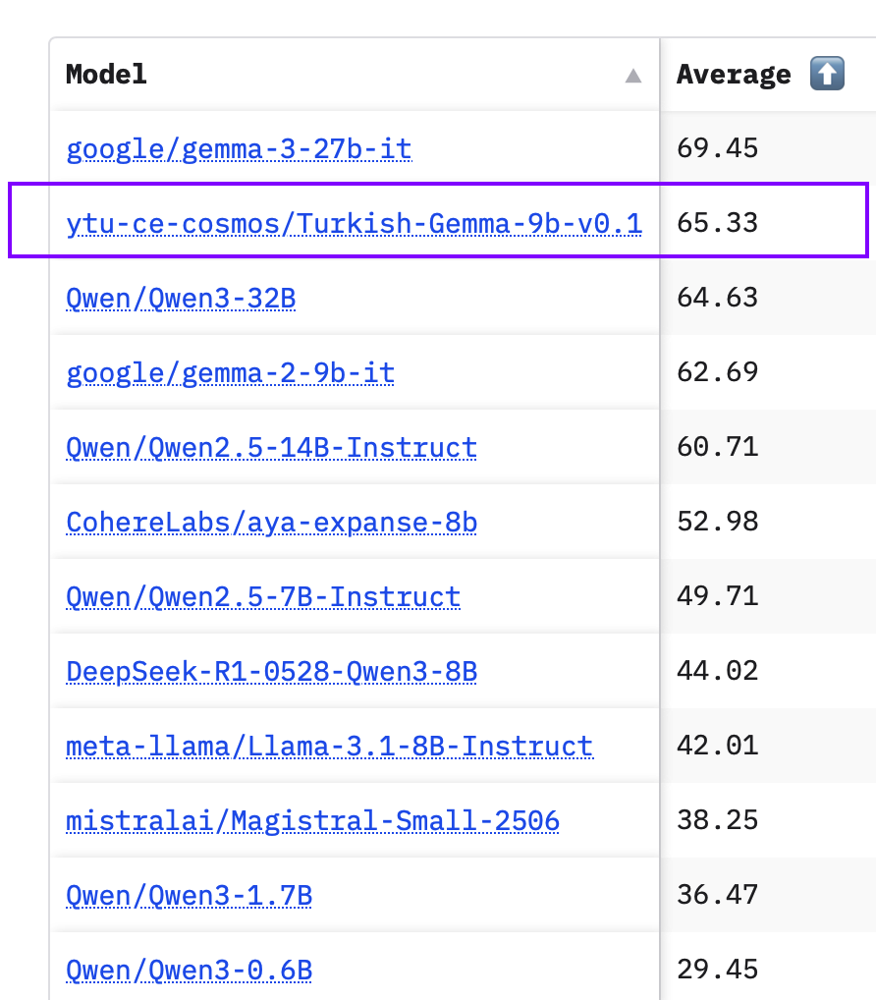 Model ▲ Average ⬆
google/gemma-3-27b-it 69.45
ytu-ce-cosmos/Turkish-Gemma-9b-v0.1 65.33
Qwen/Qwen3-32B 64.63
google/gemma-2-9b-it 62.69
Qwen/Qwen2.5-14B-Instruct 60.71
CohereLabs/aya-expanse-8b 52.98
Qwen/Qwen2.5-7B-Instruct 49.71
DeepSeek-R1-0528-Qwen3-8B 44.02
meta-llama/Llama-3.1-8B-Instruct 42.01
mistralai/Magistral-Small-2506 38.25
Qwen/Qwen3-1.7B 36.47
Qwen/Qwen3-0.6B 29.45